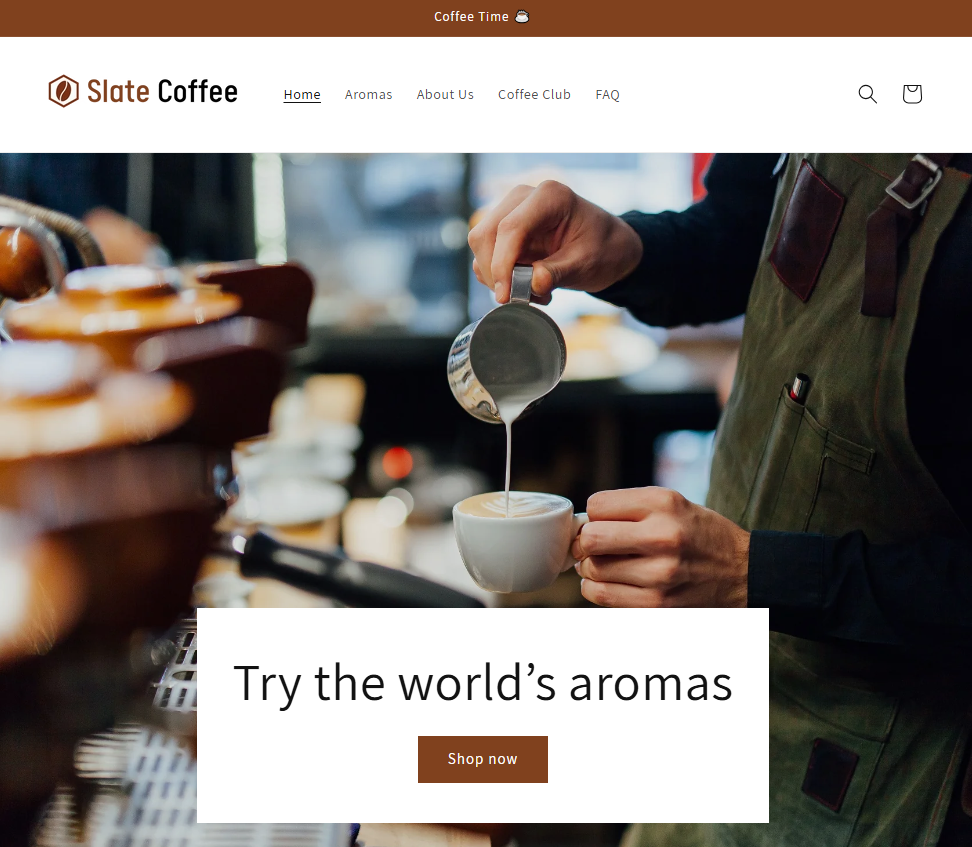 Coffee Time ☕
Slate Coffee
Home Aromas About Us Coffee Club FAQ
Try the world’s aromas
Shop now